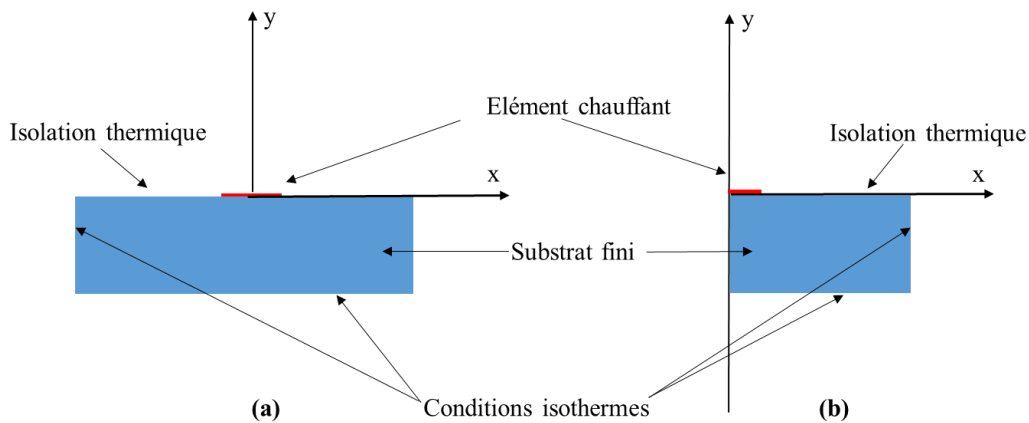 y
y
Elément chauffant
Isolation thermique
Isolation thermique
x
x
Substrat fini
(a)
Conditions isothermes
(b)